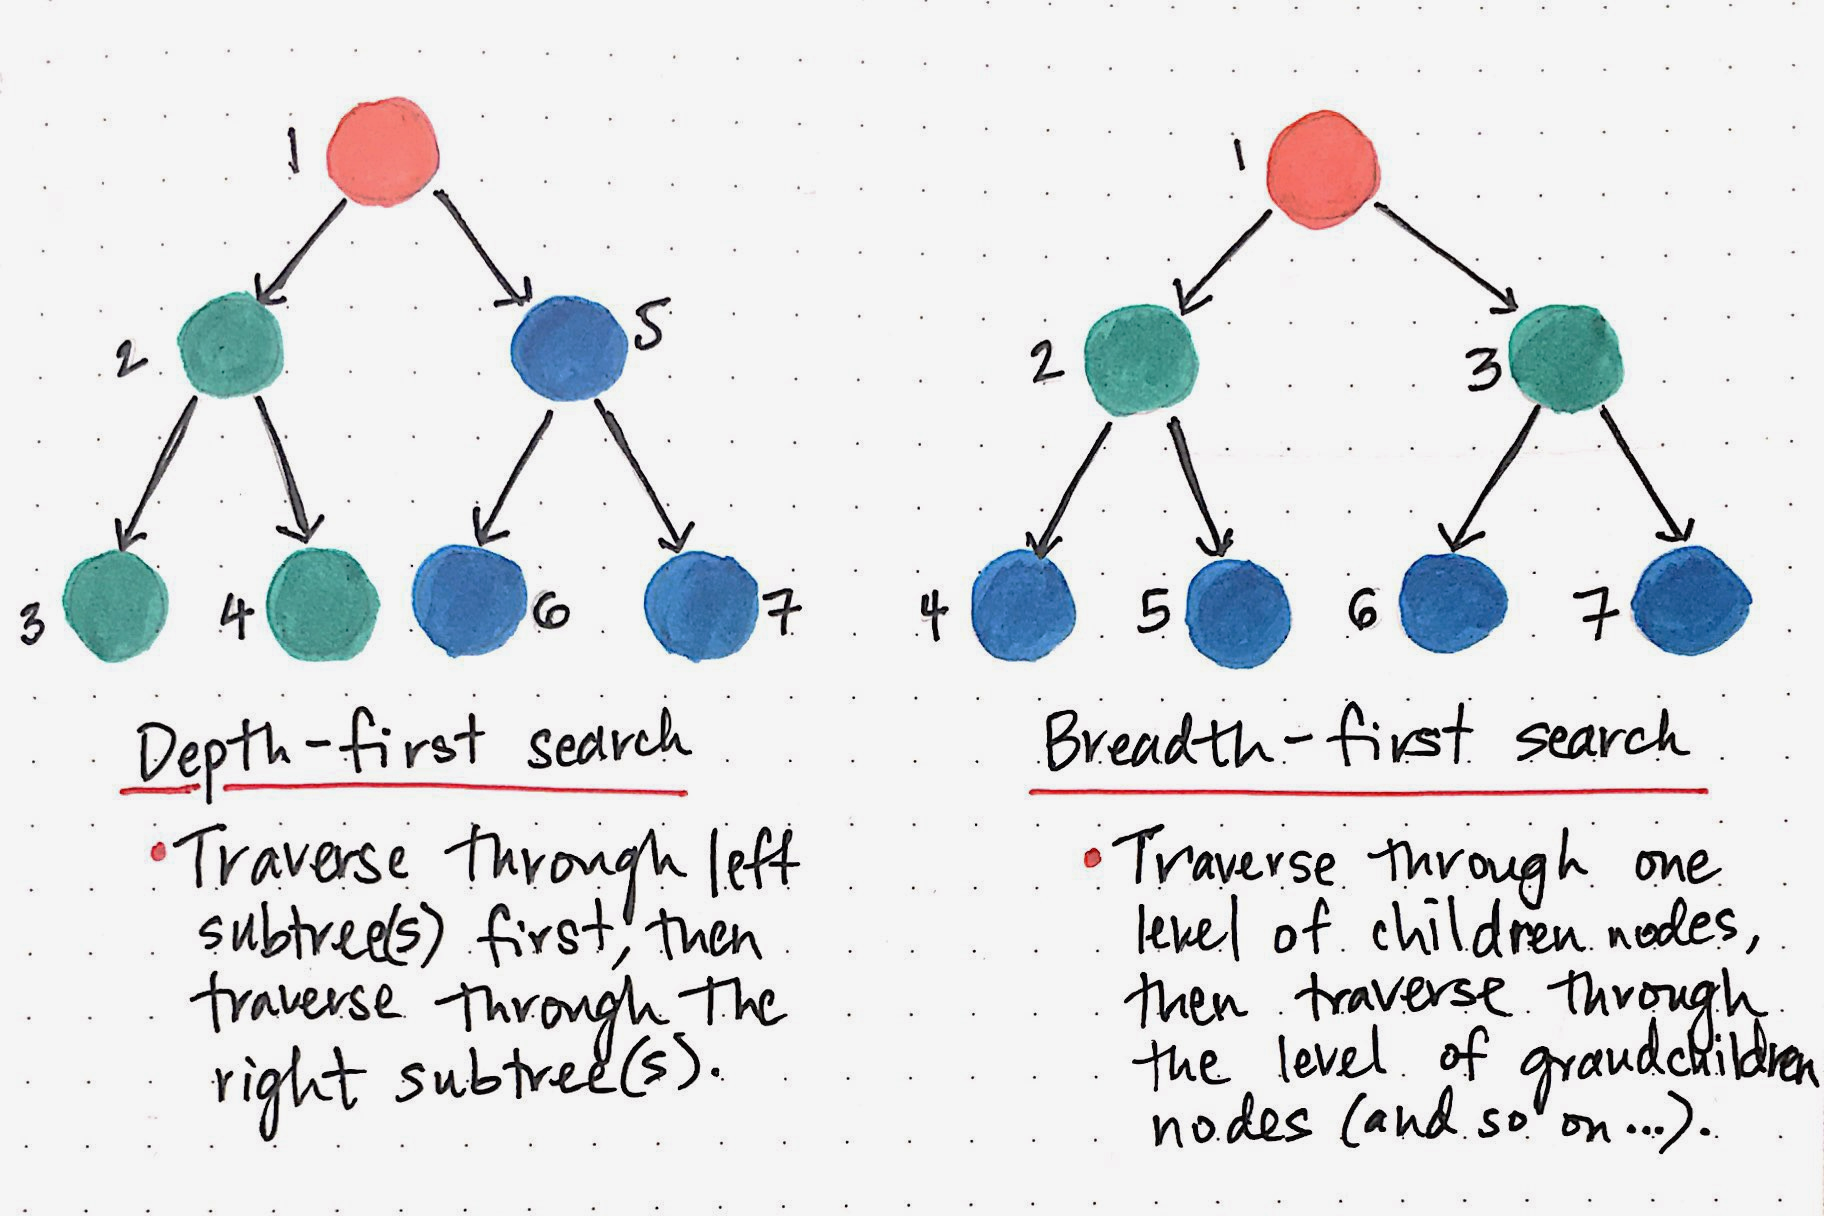 1
2
5
3
4
6
7
Depth-first search
• Traverse through left
subtree(s) first, then
traverse through the
right subtree(s).
1
2
3
4
5
6
7
Breadth-first search
• Traverse through one
level of children nodes,
then traverse through
the level of grandchildren
nodes (and so on...).